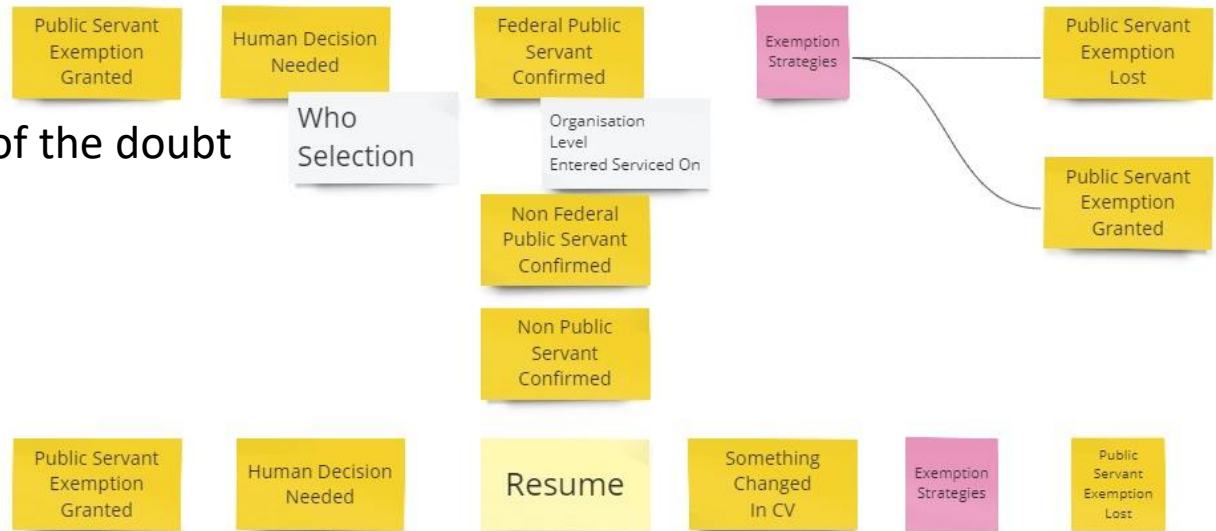 Public Servant
Exemption
Granted
Human Decision
Needed
Who
Selection
Federal Public
Servant
Confirmed
Organisation
Level
Entered Serviced On
Exemption
Strategies
Public Servant
Exemption
Lost
of the doubt
Public Servant
Exemption
Granted
Non Federal
Public Servant
Confirmed
Non Public
Servant
Confirmed
Public Servant
Exemption
Granted
Human Decision
Needed
Resume
Something
Changed
In CV
Exemption
Strategies
Public
Servant
Exemption
Lost